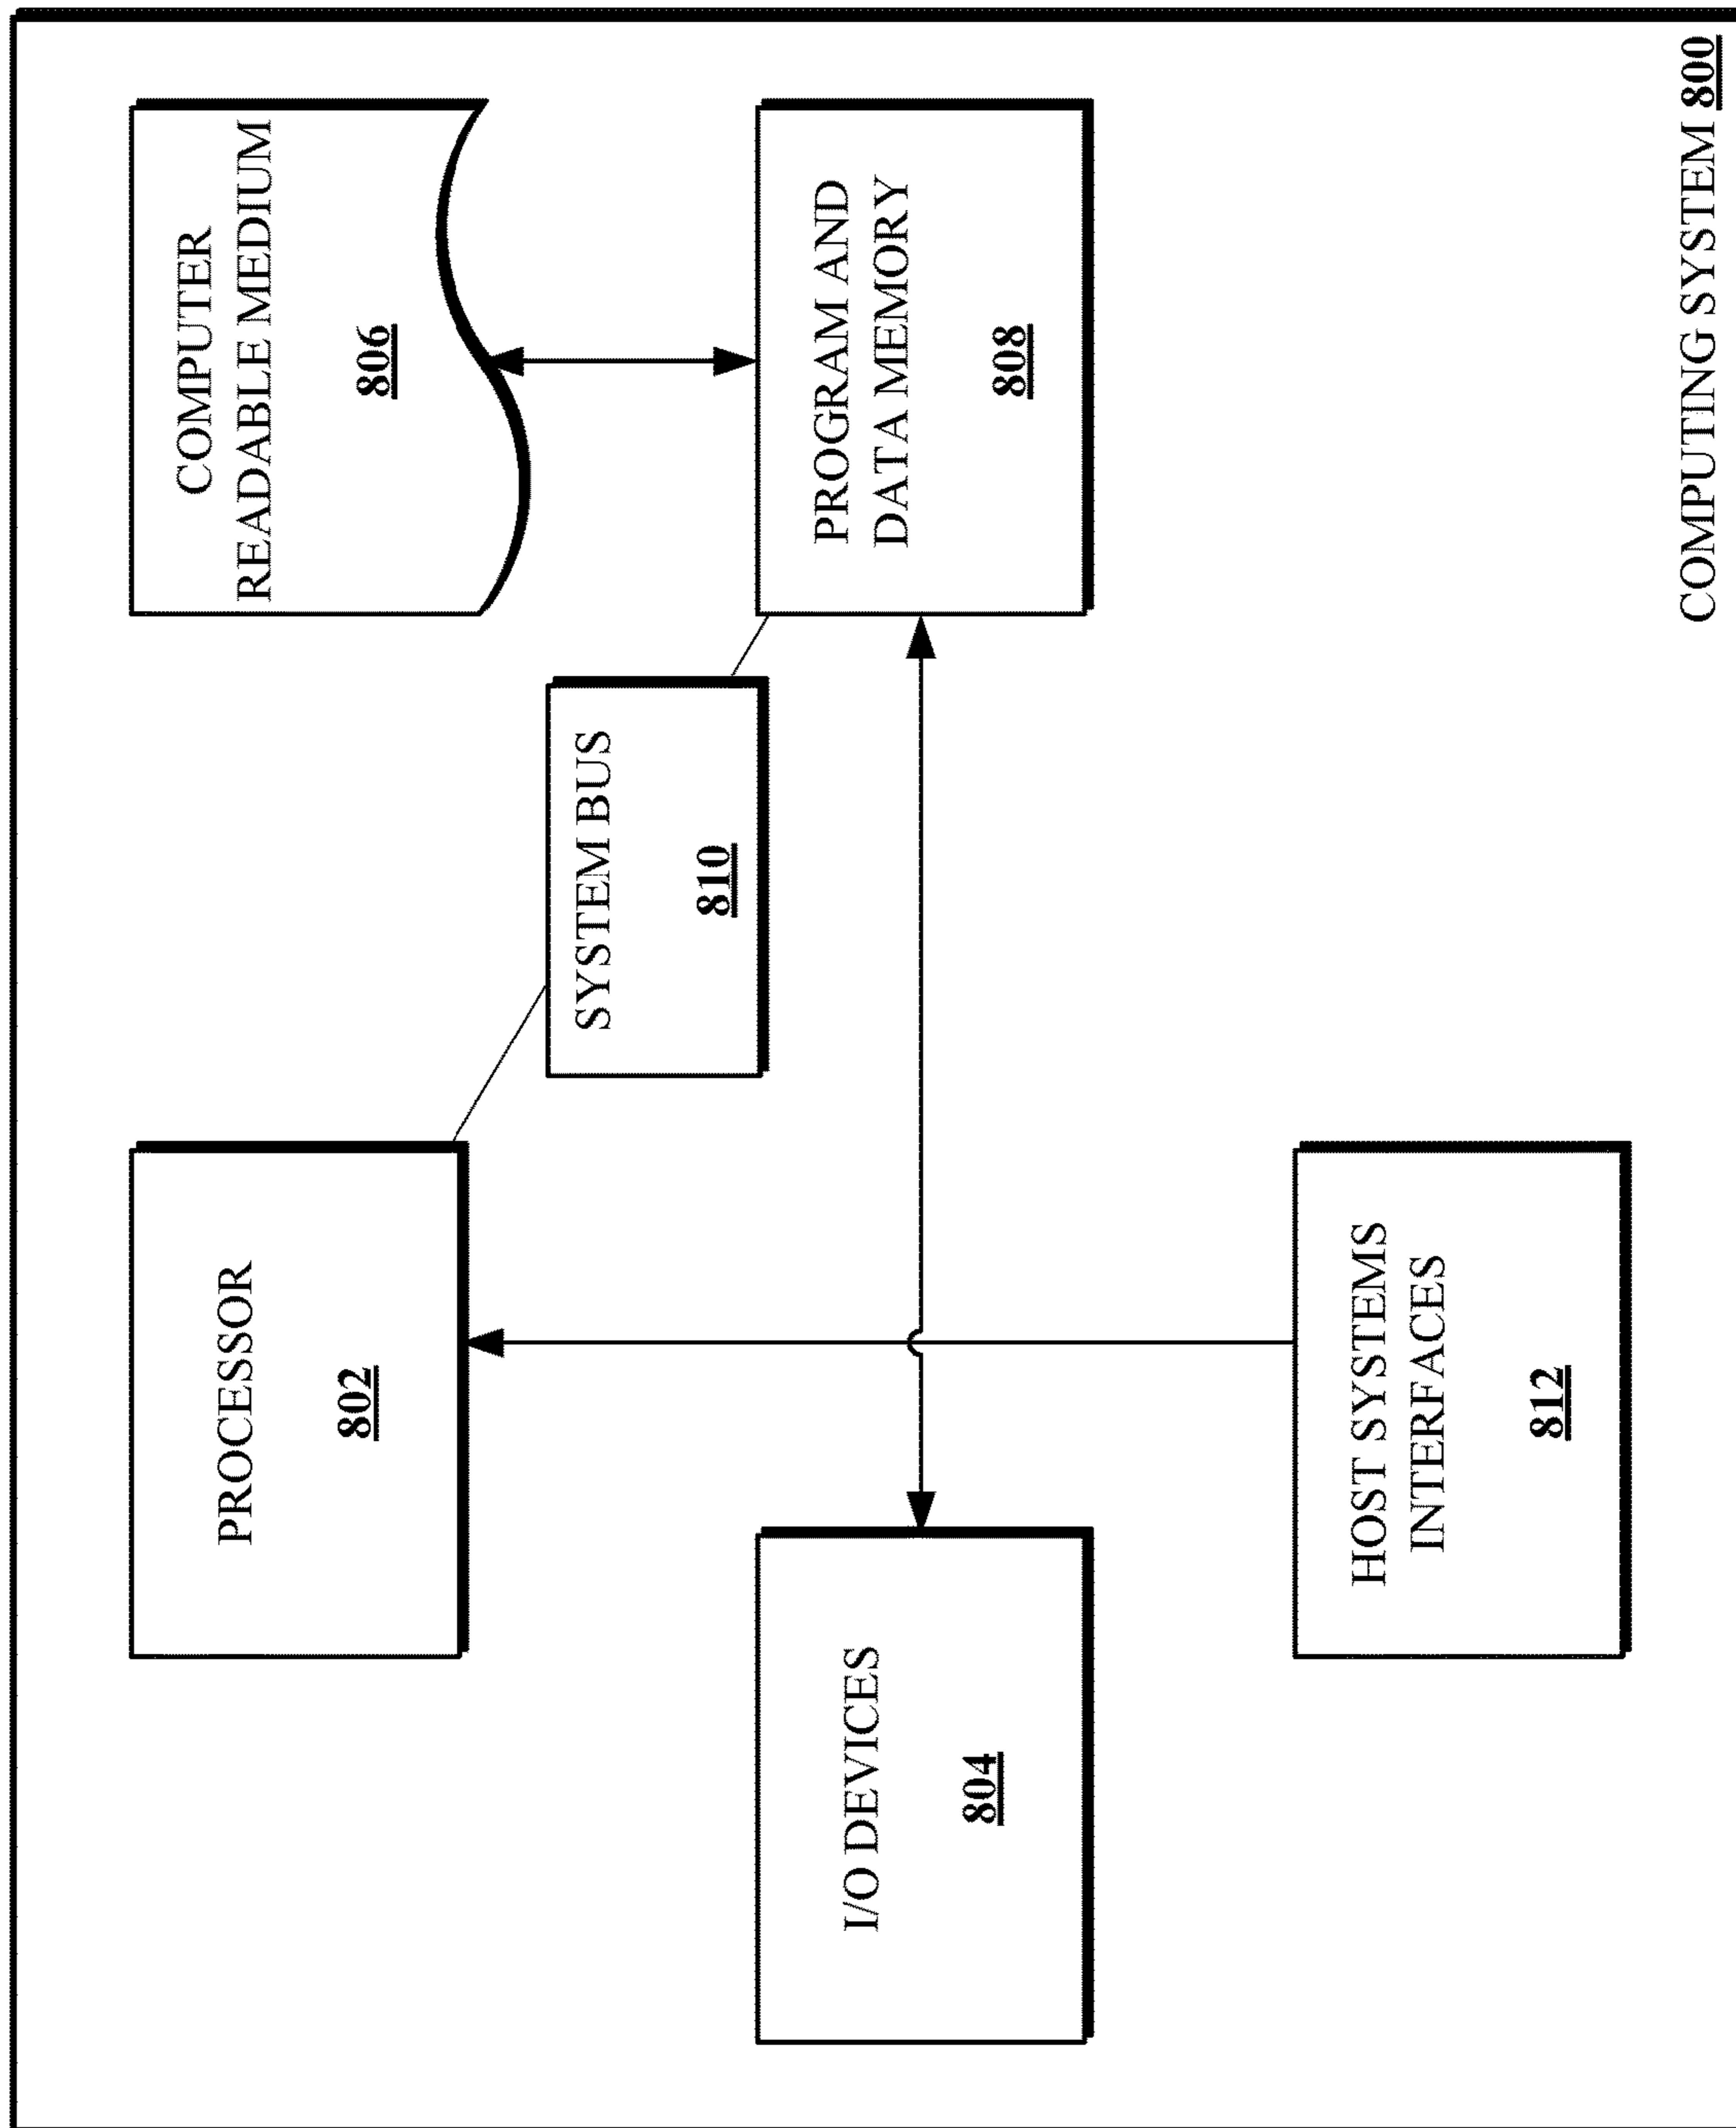 PROCESSOR
802
COMPUTER
READABLE MEDIUM
806
SYSTEM BUS
810
I/O DEVICES
804
PROGRAM AND
DATA MEMORY
808
HOST SYSTEMS
INTERFACES
812
COMPUTING SYSTEM 800